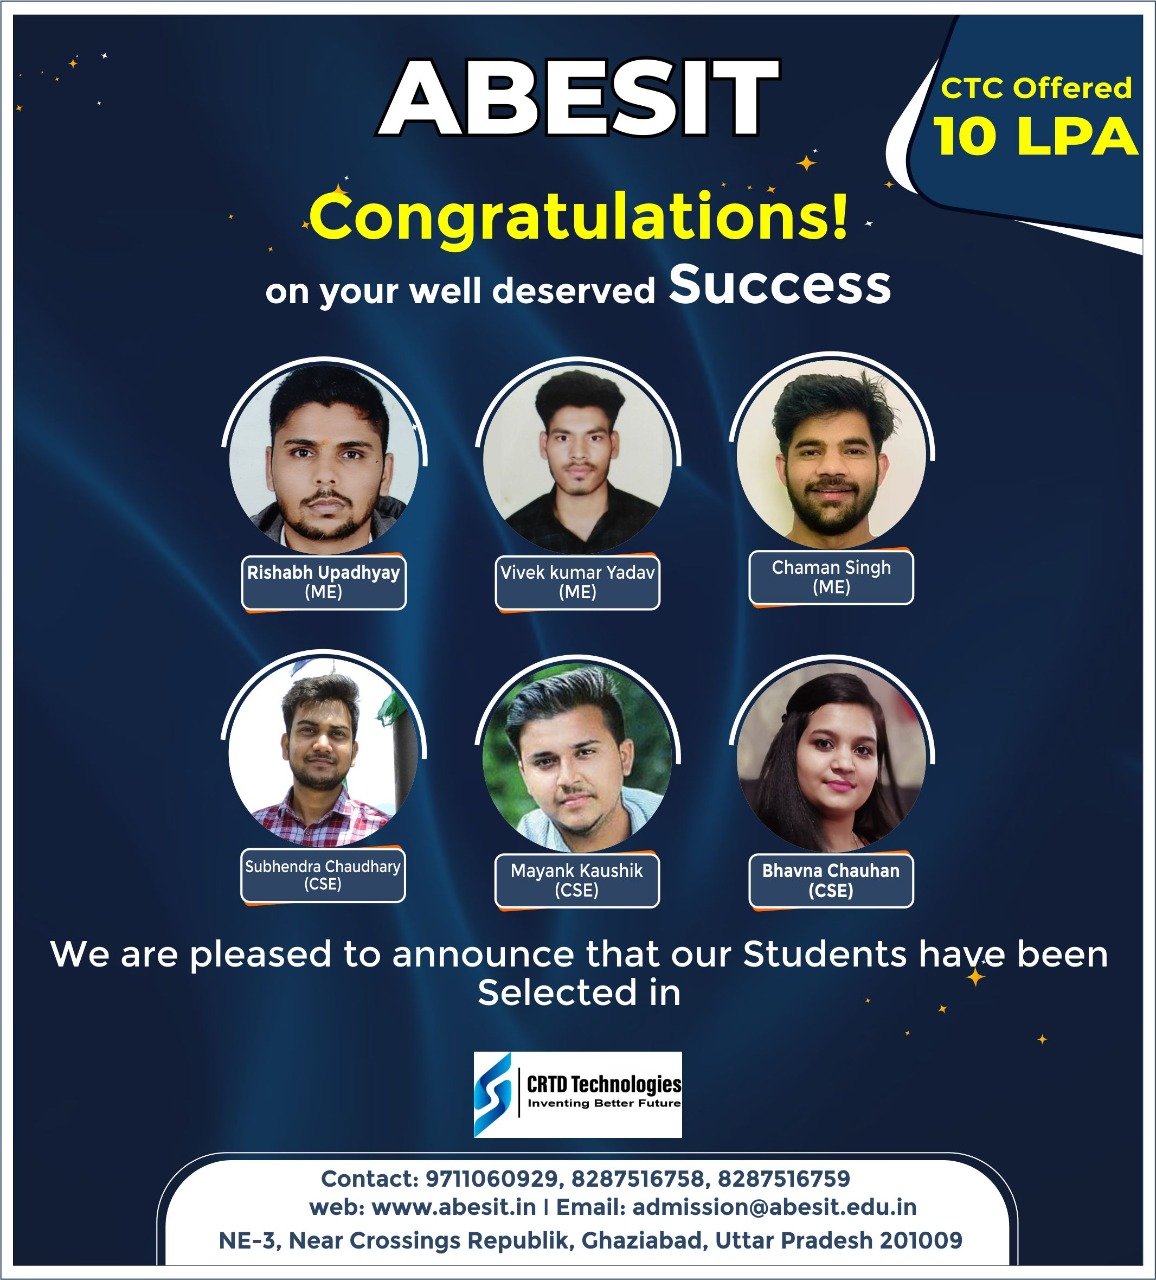 ABESIT
CTC Offered
10 LPA
Congratulations!
on your well deserved Success
Rishabh Upadhyay
(ME)
Vivek kumar Yadav
(ME)
Chaman Singh
(ME)
Subhendra Chaudhary
(CSE)
Mayank Kaushik
(CSE)
Bhavna Chauhan
(CSE)
We are pleased to announce that our Students have been
Selected in
CRTD Technologies
Inventing Better Future
Contact: 9711060929, 8287516758, 8287516759
web: www.abesit.in I Email: admission@abesit.edu.in
NE-3, Near Crossings Republik, Ghaziabad, Uttar Pradesh 201009